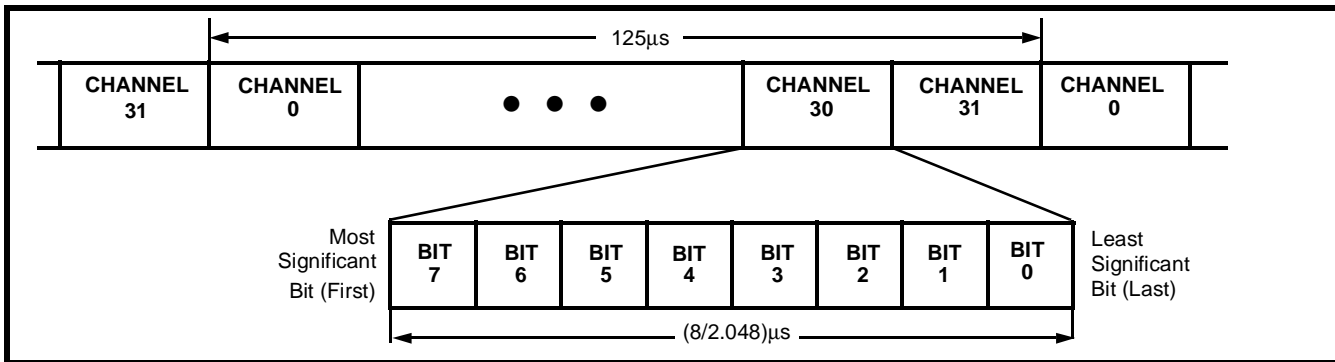 125μs
CHANNEL 31
CHANNEL 0
CHANNEL 30
CHANNEL 31
CHANNEL 0
Most Significant Bit (First)
BIT 7
BIT 6
BIT 5
BIT 4
BIT 3
BIT 2
BIT 1
BIT 0
Least Significant Bit (Last)
(8/2.048)μs